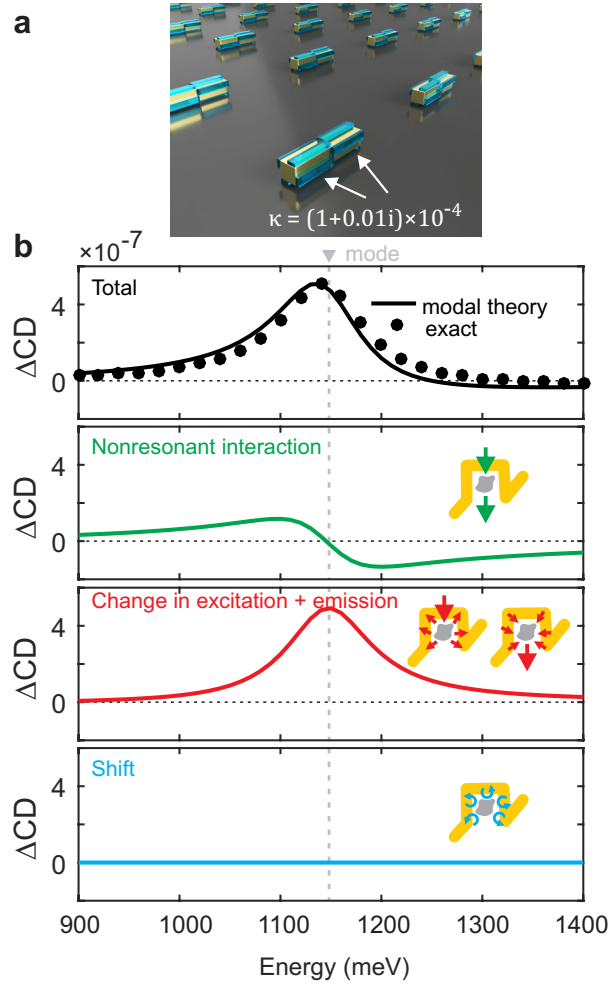 a
κ = (1+0.01i)×10⁻⁴
b
×10⁻⁷
mode
Total
modal theory
exact
ΔCD
4
0
Nonresonant interaction
ΔCD
4
0
Change in excitation + emission
ΔCD
4
0
Shift
ΔCD
4
0
900 1000 1100 1200 1300 1400
Energy (meV)